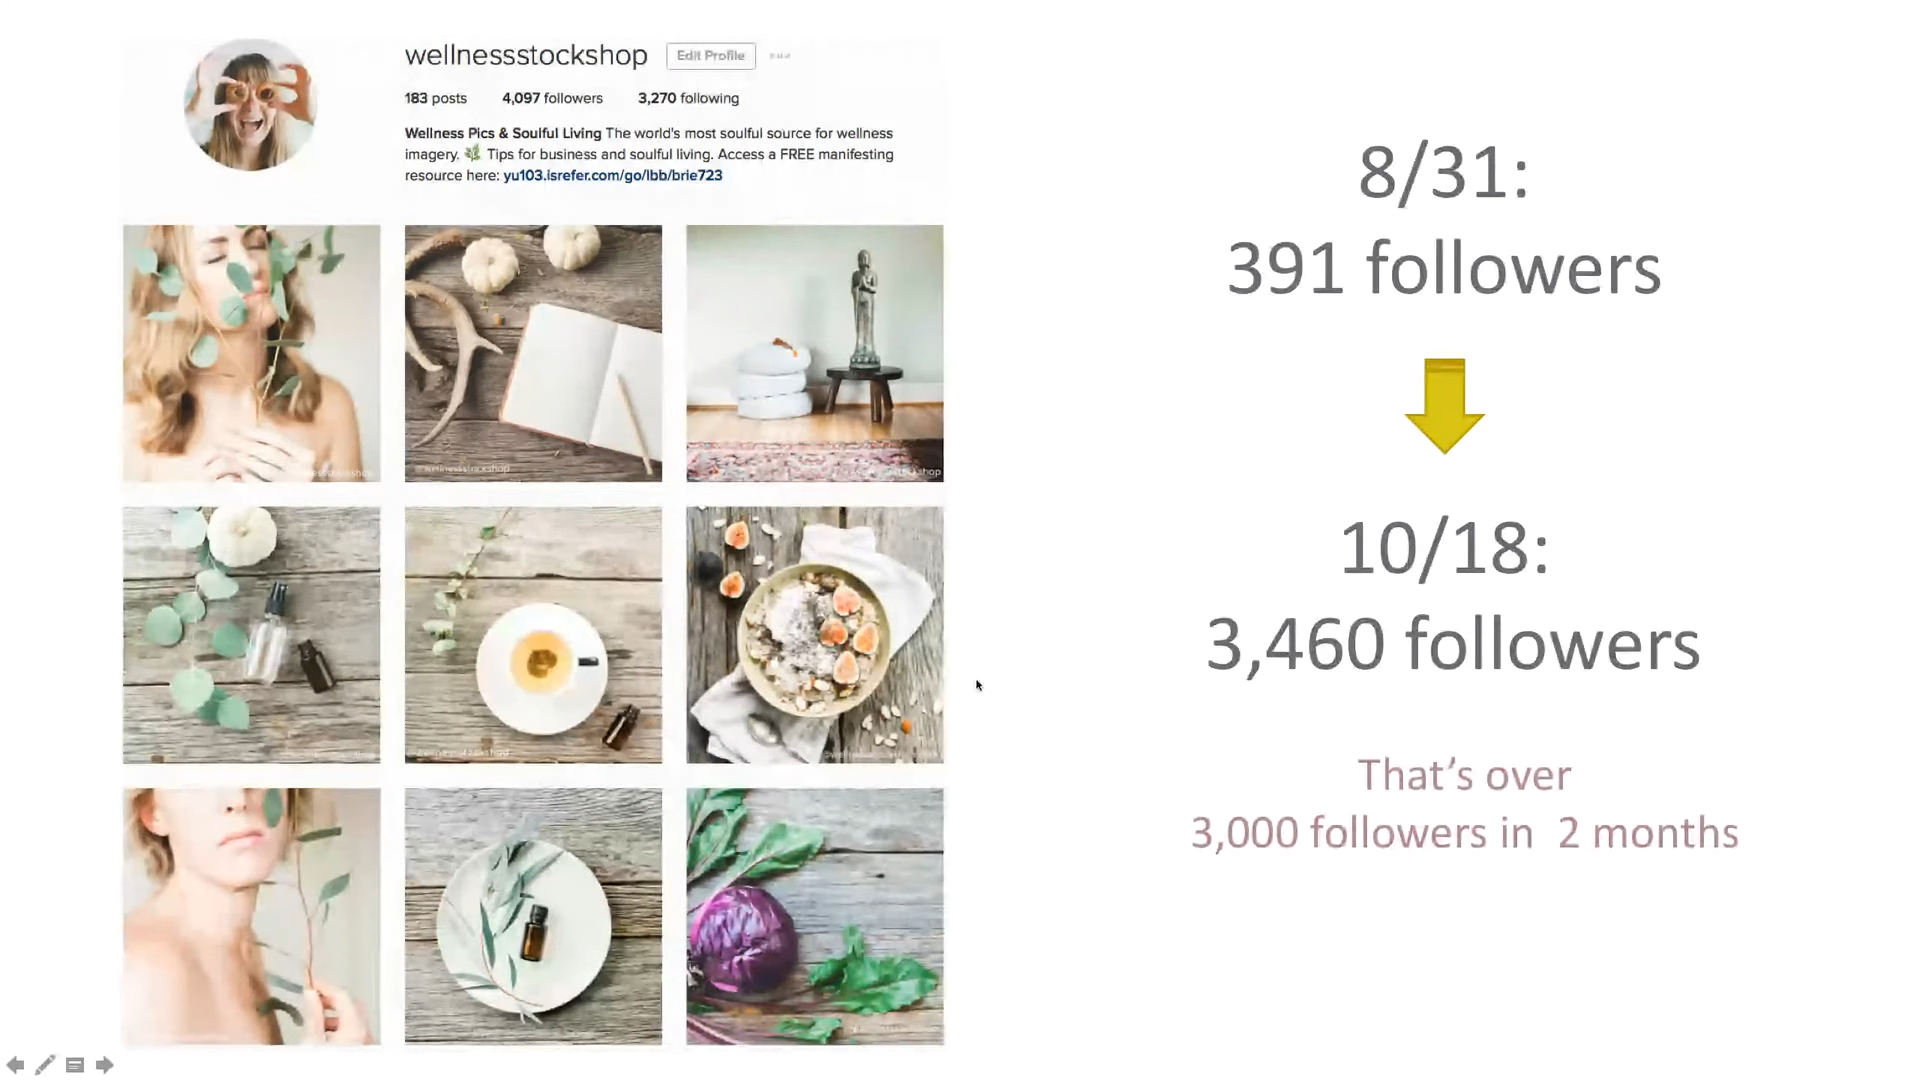 wellnessstockshop Edit Profile
183 posts 4,097 followers 3,270 following
Wellness Pics & Soulful Living The world's most soulful source for wellness
imagery. 🌿 Tips for business and soulful living. Access a FREE manifesting
resource here: yu103.isrefer.com/go/lbb/brie723
@wellnessstockshop
@wellnessstockshop
8/31:
391 followers
10/18:
3,460 followers
That's over
3,000 followers in 2 months